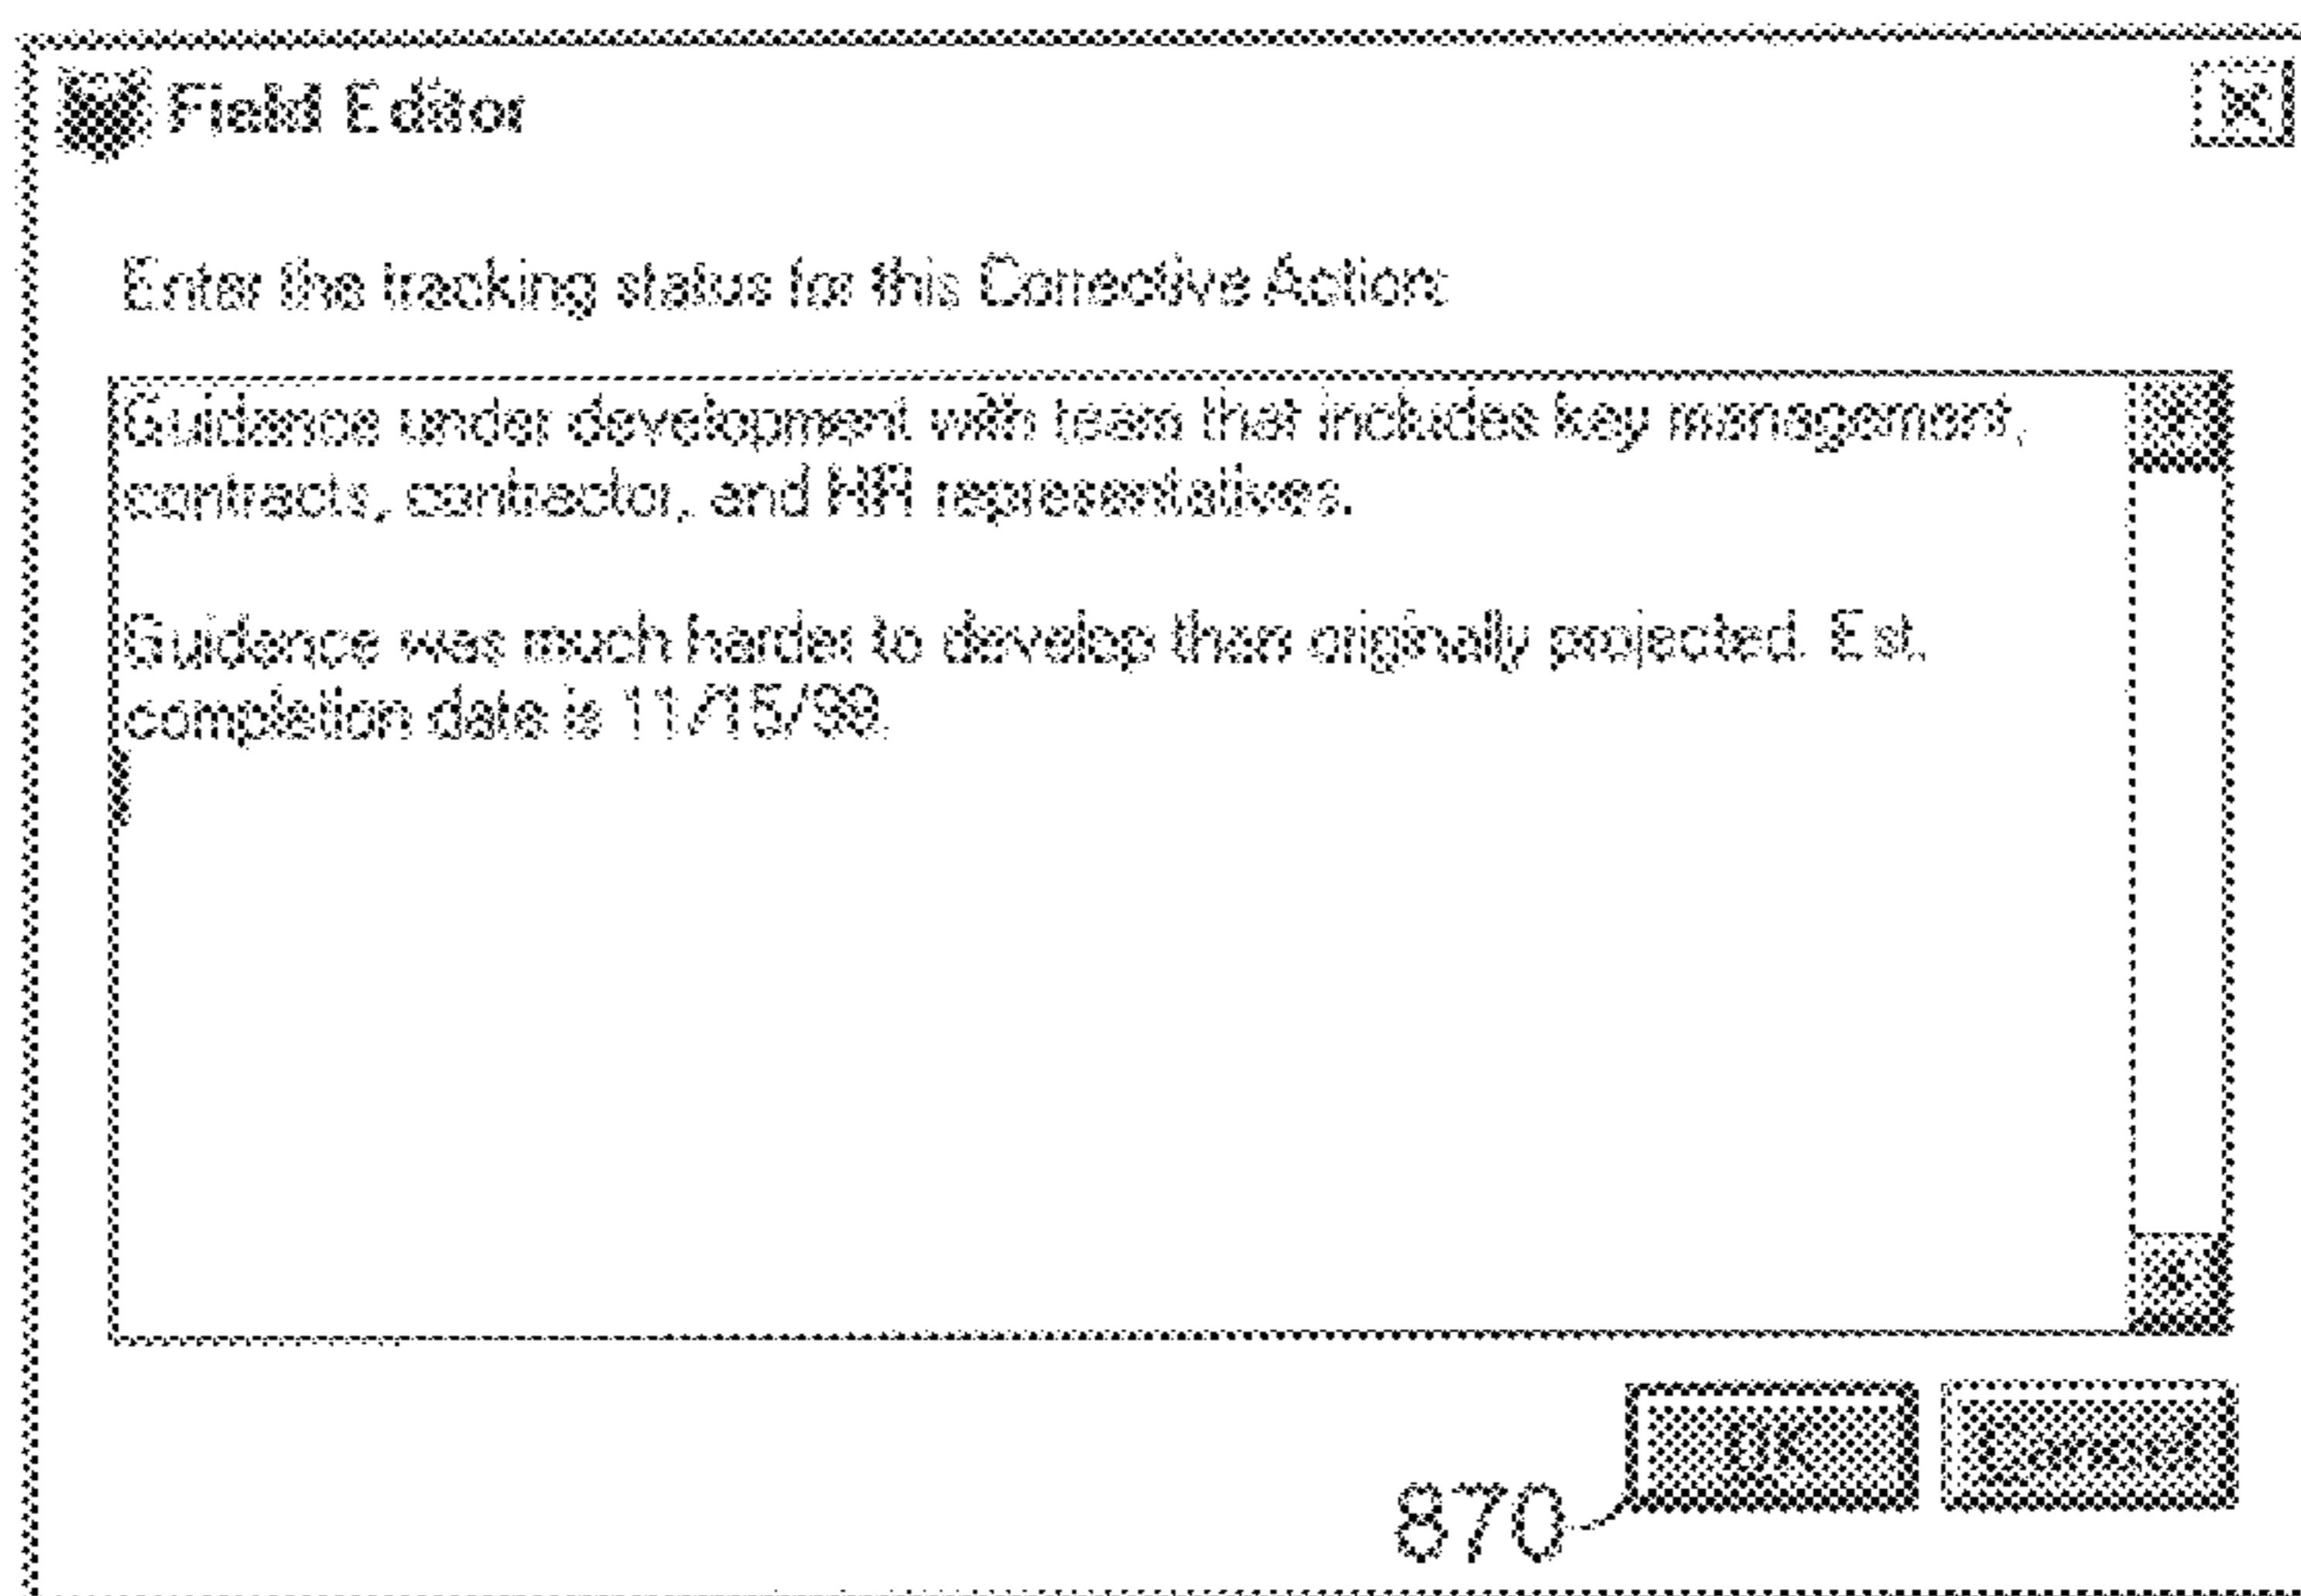 Field Editor
Enter the tracking status for this Corrective Action:
Guidance under development with team that includes key management,
contracts, contractor, and HR representatives.
Guidance was much harder to develop than originally projected. Est.
completion date is 11/15/99.
OK Cancel
870